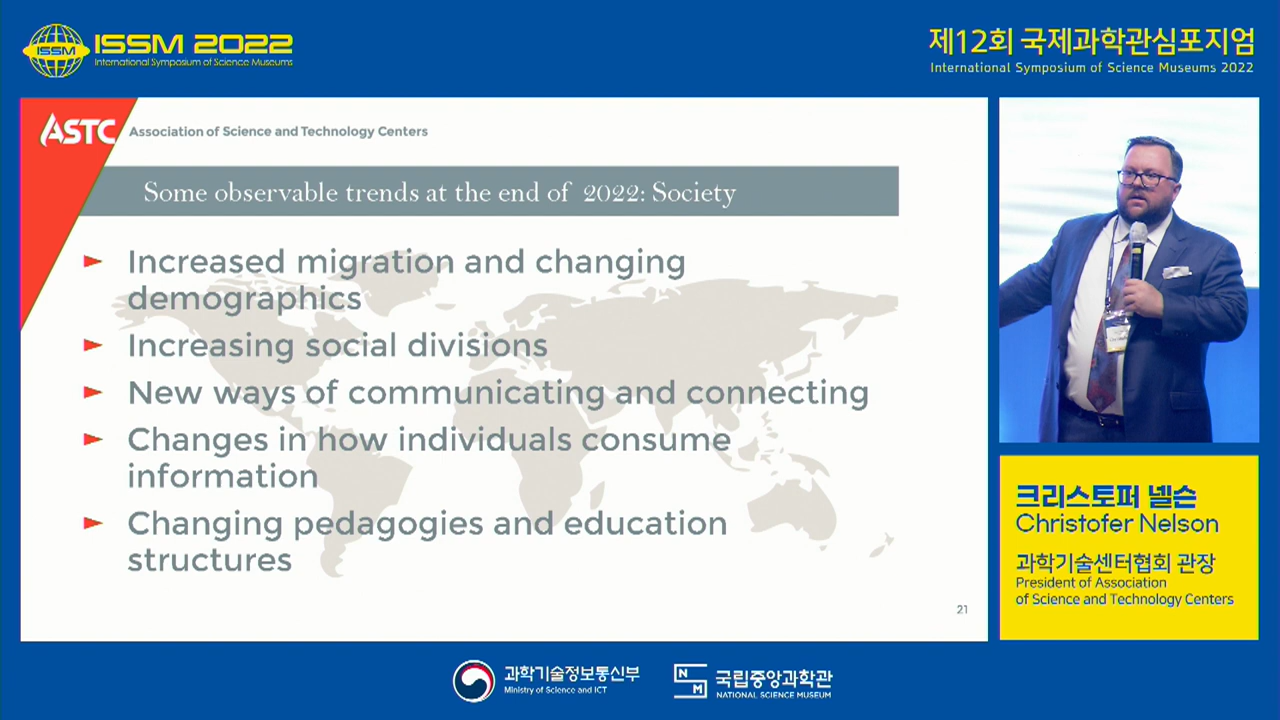 ISSM
ISSM 2022
International Symposium of Science Museums
제12회 국제과학관심포지엄
International Symposium of Science Museums 2022
ASTC
Association of Science and Technology Centers
Some observable trends at the end of 2022: Society
Increased migration and changing
demographics
Increasing social divisions
New ways of communicating and connecting
Changes in how individuals consume
information
Changing pedagogies and education
structures
21
크리스토퍼 넬슨
Christofer Nelson
과학기술센터협회 관장
President of Association
of Science and Technology Centers
과학기술정보통신부
Ministry of Science and ICT
NSM
국립중앙과학관
NATIONAL SCIENCE MUSEUM